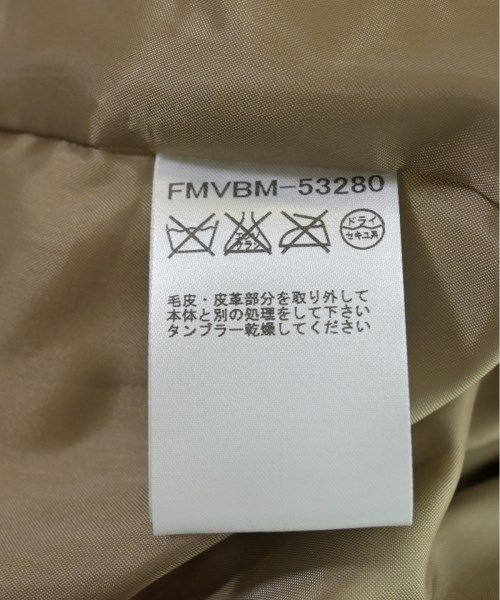 FMVBM-53280
ドライ
セキユ系
毛皮・皮革部分を取り外して
本体と別の処理をして下さい
タンブラー乾燥してください